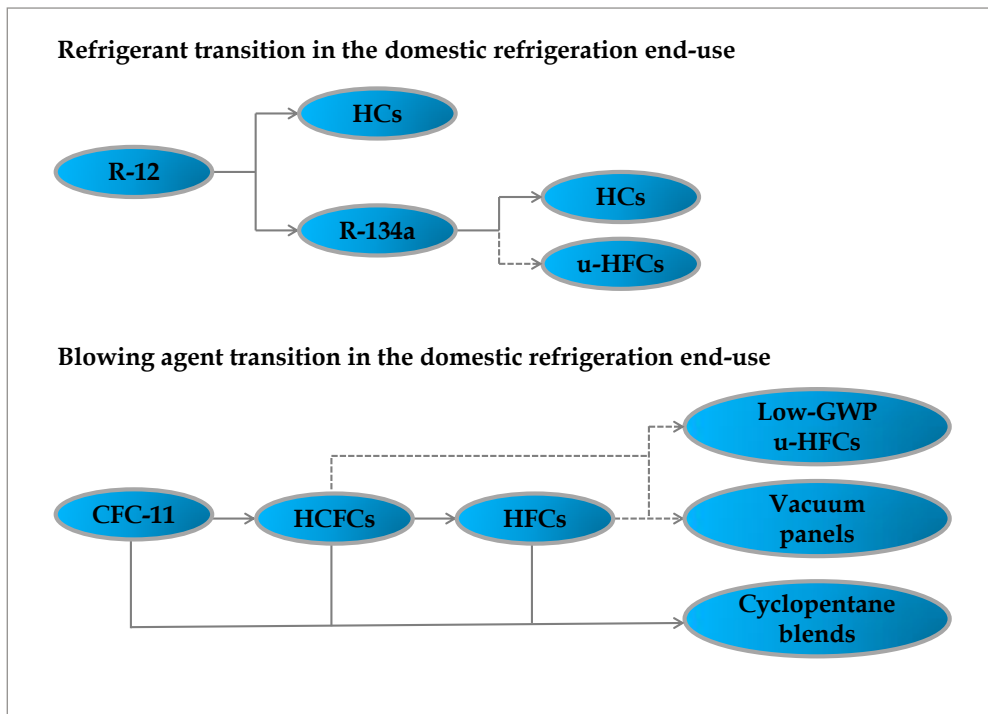 Refrigerant transition in the domestic refrigeration end-use
HCs
R-12
HCs
R-134a
u-HFCs
Blowing agent transition in the domestic refrigeration end-use
Low-GWP
u-HFCs
CFC-11
HCFCs
HFCs
Vacuum
panels
Cyclopentane
blends